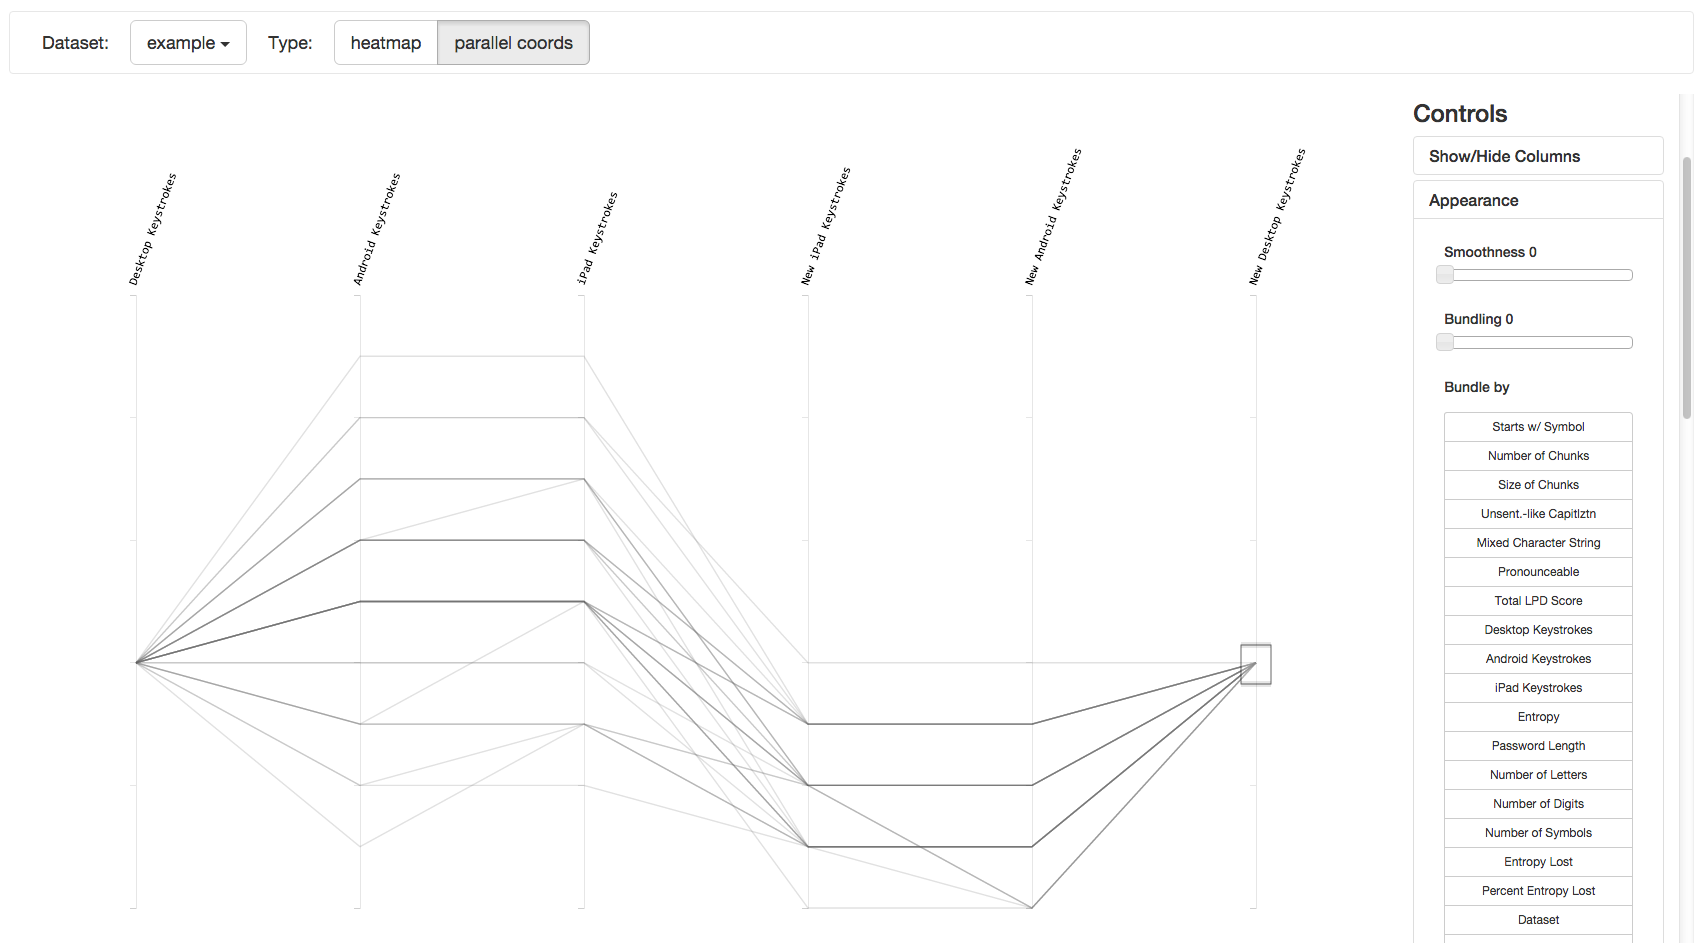 Dataset: example Type: heatmap parallel coords
Controls
Show/Hide Columns
Appearance
Smoothness 0
Bundling 0
Bundle by
Starts w/ Symbol
Number of Chunks
Size of Chunks
Unsent.-like Capitlztn
Mixed Character String
Pronounceable
Total LPD Score
Desktop Keystrokes
Android Keystrokes
iPad Keystrokes
Entropy
Password Length
Number of Letters
Number of Digits
Number of Symbols
Entropy Lost
Percent Entropy Lost
Dataset
Desktop Keystrokes
Android Keystrokes
iPad Keystrokes
New iPad Keystrokes
New Android Keystrokes
New Desktop Keystrokes